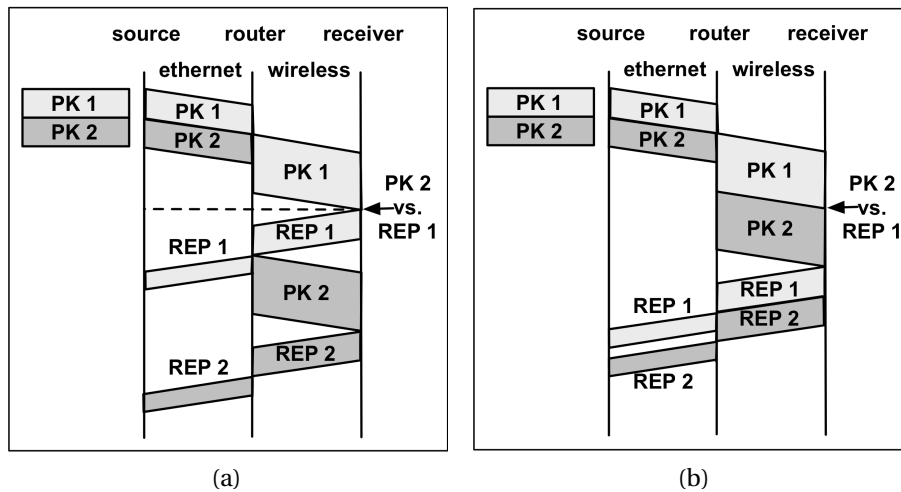 source router receiver
ethernet wireless
PK 1
PK 2
PK 1
PK 2
PK 1
PK 2
vs.
REP 1
REP 1
REP 1
PK 2
REP 2
REP 2
(a)
source router receiver
ethernet wireless
PK 1
PK 2
PK 1
PK 2
PK 1
PK 2
vs.
REP 1
PK 2
REP 1
REP 1
REP 2
REP 2
(b)